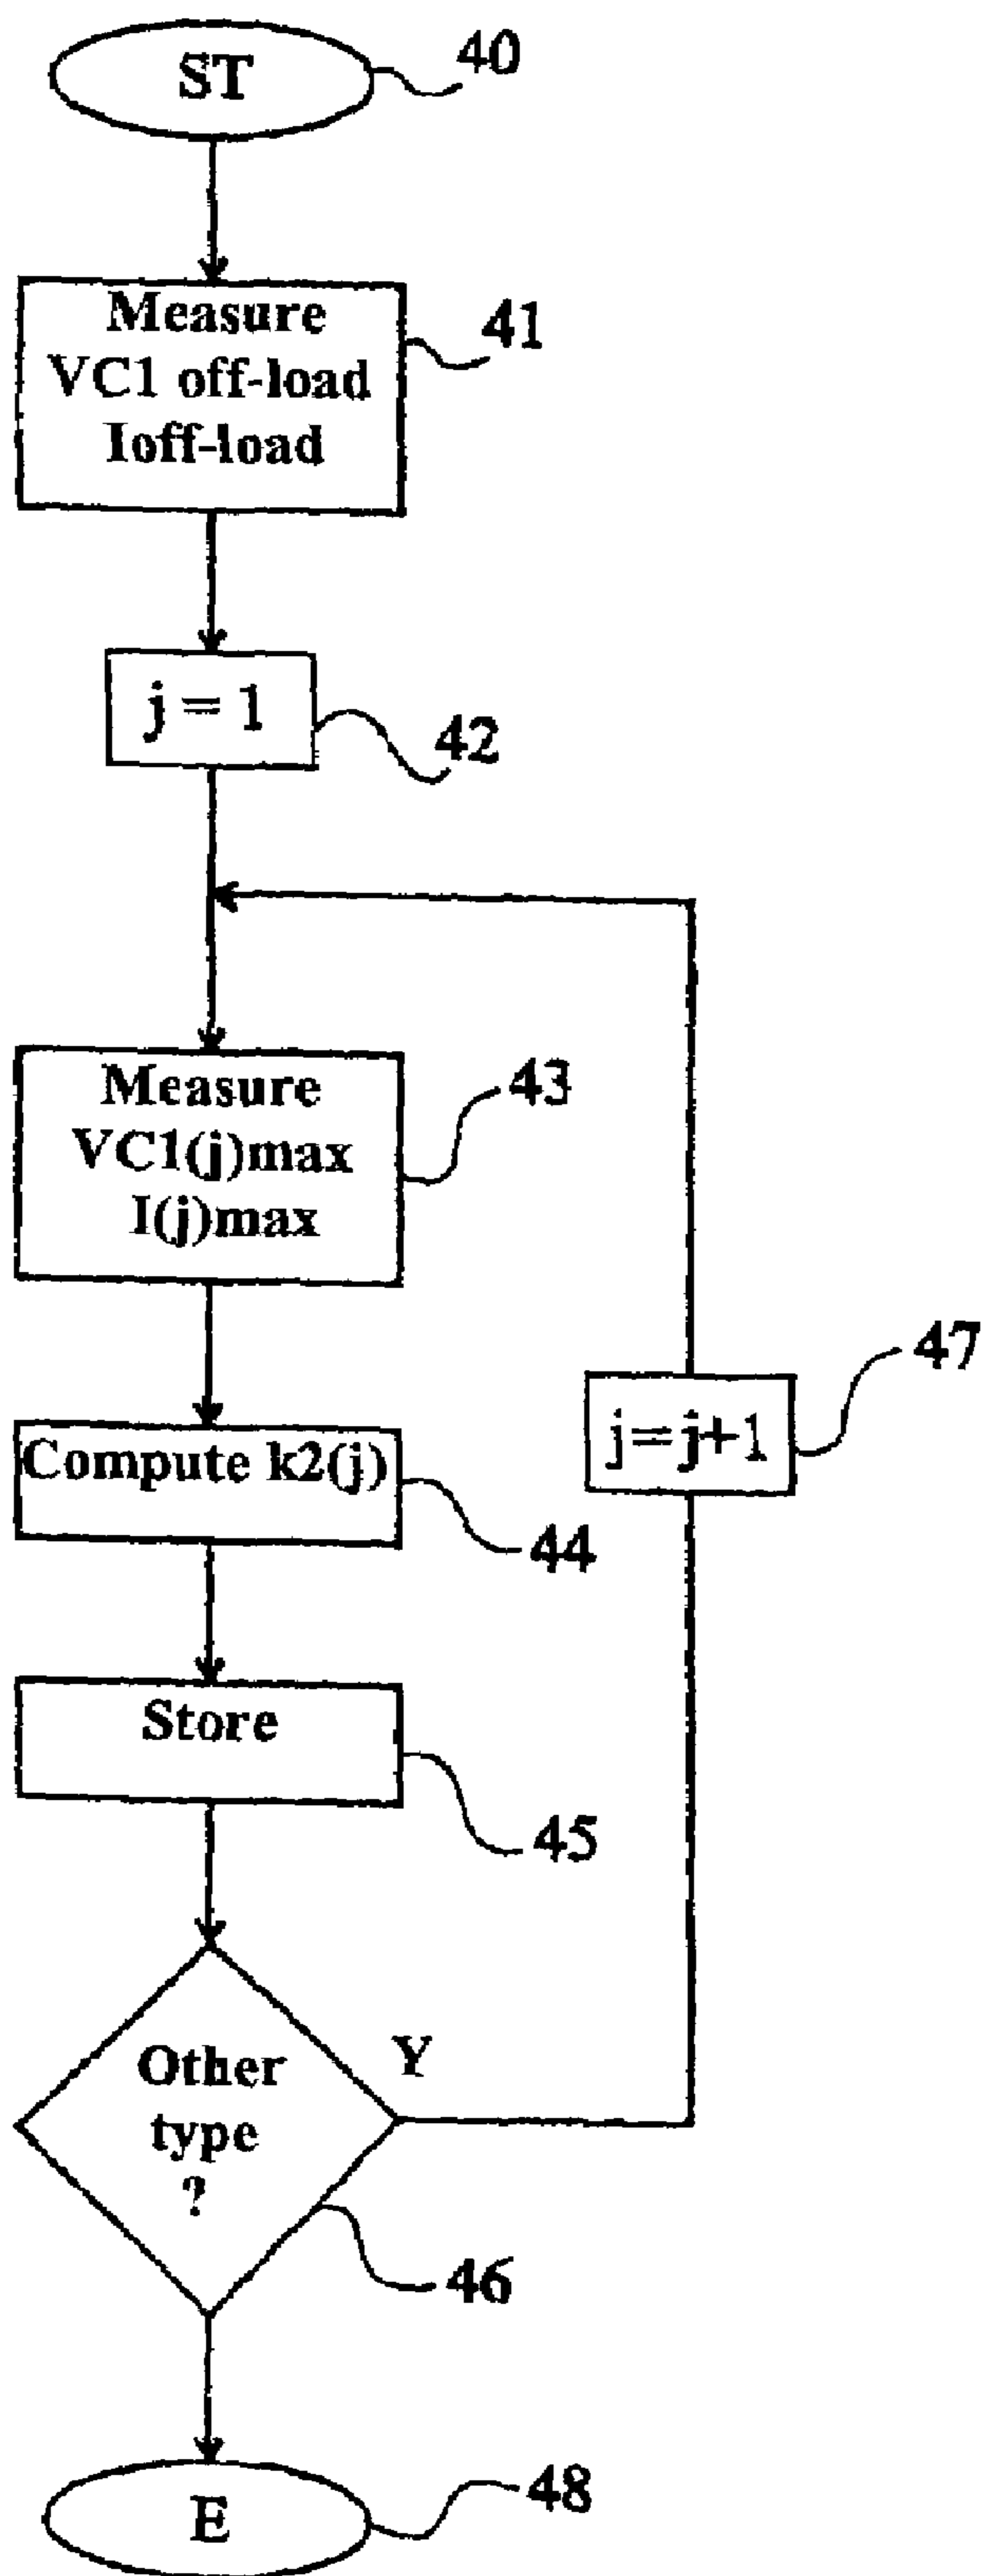 ST
40
Measure
VC1 off-load
Ioff-load
41
j = 1
42
Measure
VC1(j)max
I(j)max
43
Compute k2(j)
44
j=j+1
47
Store
45
Other
type
?
Y
46
E
48